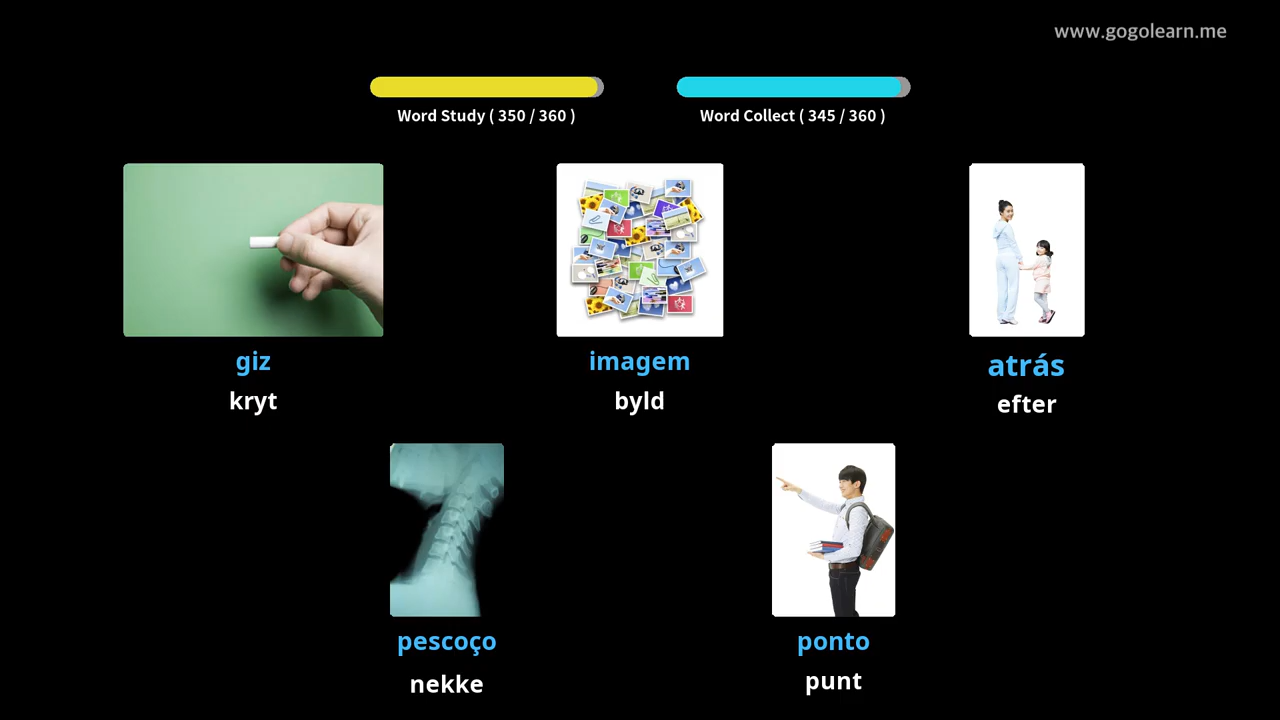 www.gogolearn.me
Word Study ( 350 / 360 )
Word Collect ( 345 / 360 )
giz
kryt
imagem
byld
atrás
efter
pescoço
nekke
ponto
punt